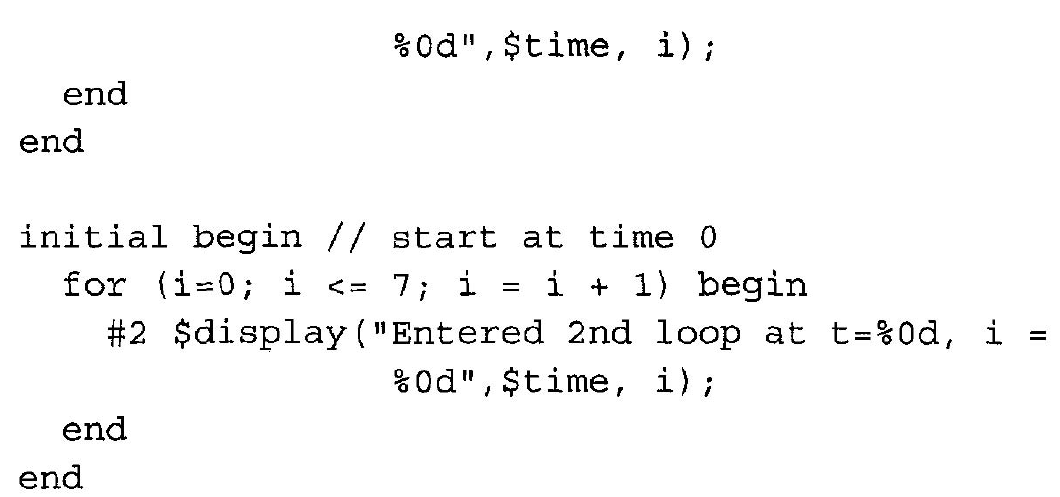 %0d",$time, i);
end
end
initial begin // start at time 0
for (i=0; i <= 7; i = i + 1) begin
#2 $display("Entered 2nd loop at t=%0d, i =
%0d",$time, i);
end
end